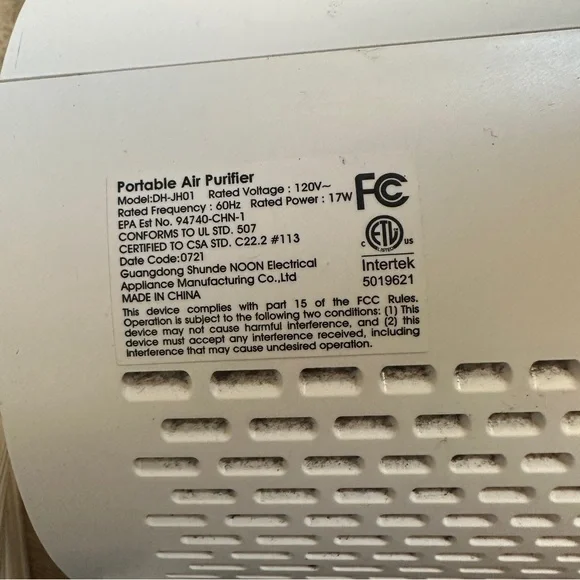 Portable Air Purifier
Model:DH-JH01 Rated Voltage : 120V~
Rated Frequency : 60Hz Rated Power : 17W
EPA Est No. 94740-CHN-1
CONFORMS TO UL STD. 507
CERTIFIED TO CSA STD. C22.2 #113
Date Code:0721
Guangdong Shunde NOON Electrical
Appliance Manufacturing Co.,Ltd
MADE IN CHINA
FC
C ETL US
Intertek
5019621
This device complies with part 15 of the FCC Rules.
Operation is subject to the following two conditions: (1) This
device may not cause harmful interference, and (2) this
device must accept any interference received, including
interference that may cause undesired operation.